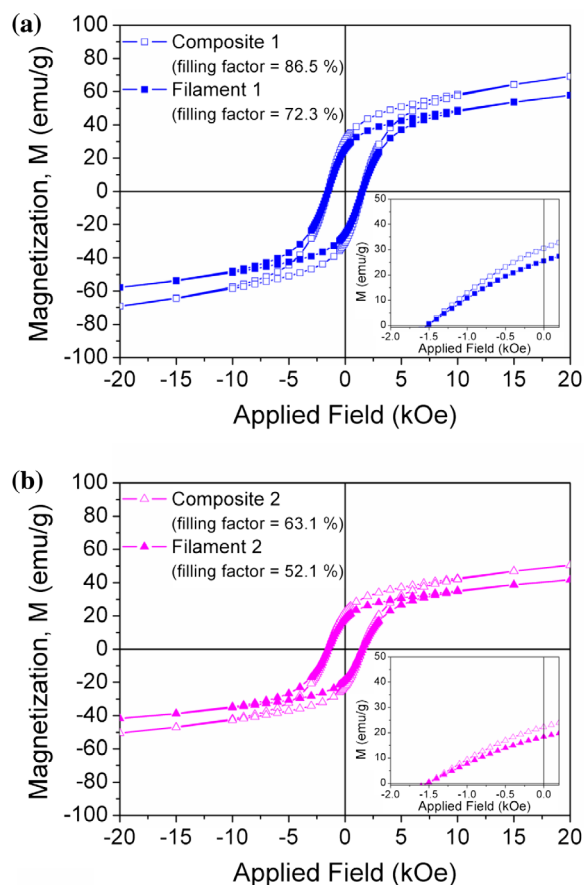 (a)
100
80
60
40
20
0
-20
-40
-60
-80
-100
Magnetization, M (emu/g)
Composite 1
(filling factor = 86.5 %)
Filament 1
(filling factor = 72.3 %)
50
40
30
20
10
0
M (emu/g)
-2.0 -1.5 -1.0 -0.5 0.0
Applied Field (kOe)
-20 -15 -10 -5 0 5 10 15 20
Applied Field (kOe)
(b)
100
80
60
40
20
0
-20
-40
-60
-80
-100
Magnetization, M (emu/g)
Composite 2
(filling factor = 63.1 %)
Filament 2
(filling factor = 52.1 %)
50
40
30
20
10
0
M (emu/g)
-2.0 -1.5 -1.0 -0.5 0.0
Applied Field (kOe)
-20 -15 -10 -5 0 5 10 15 20
Applied Field (kOe)